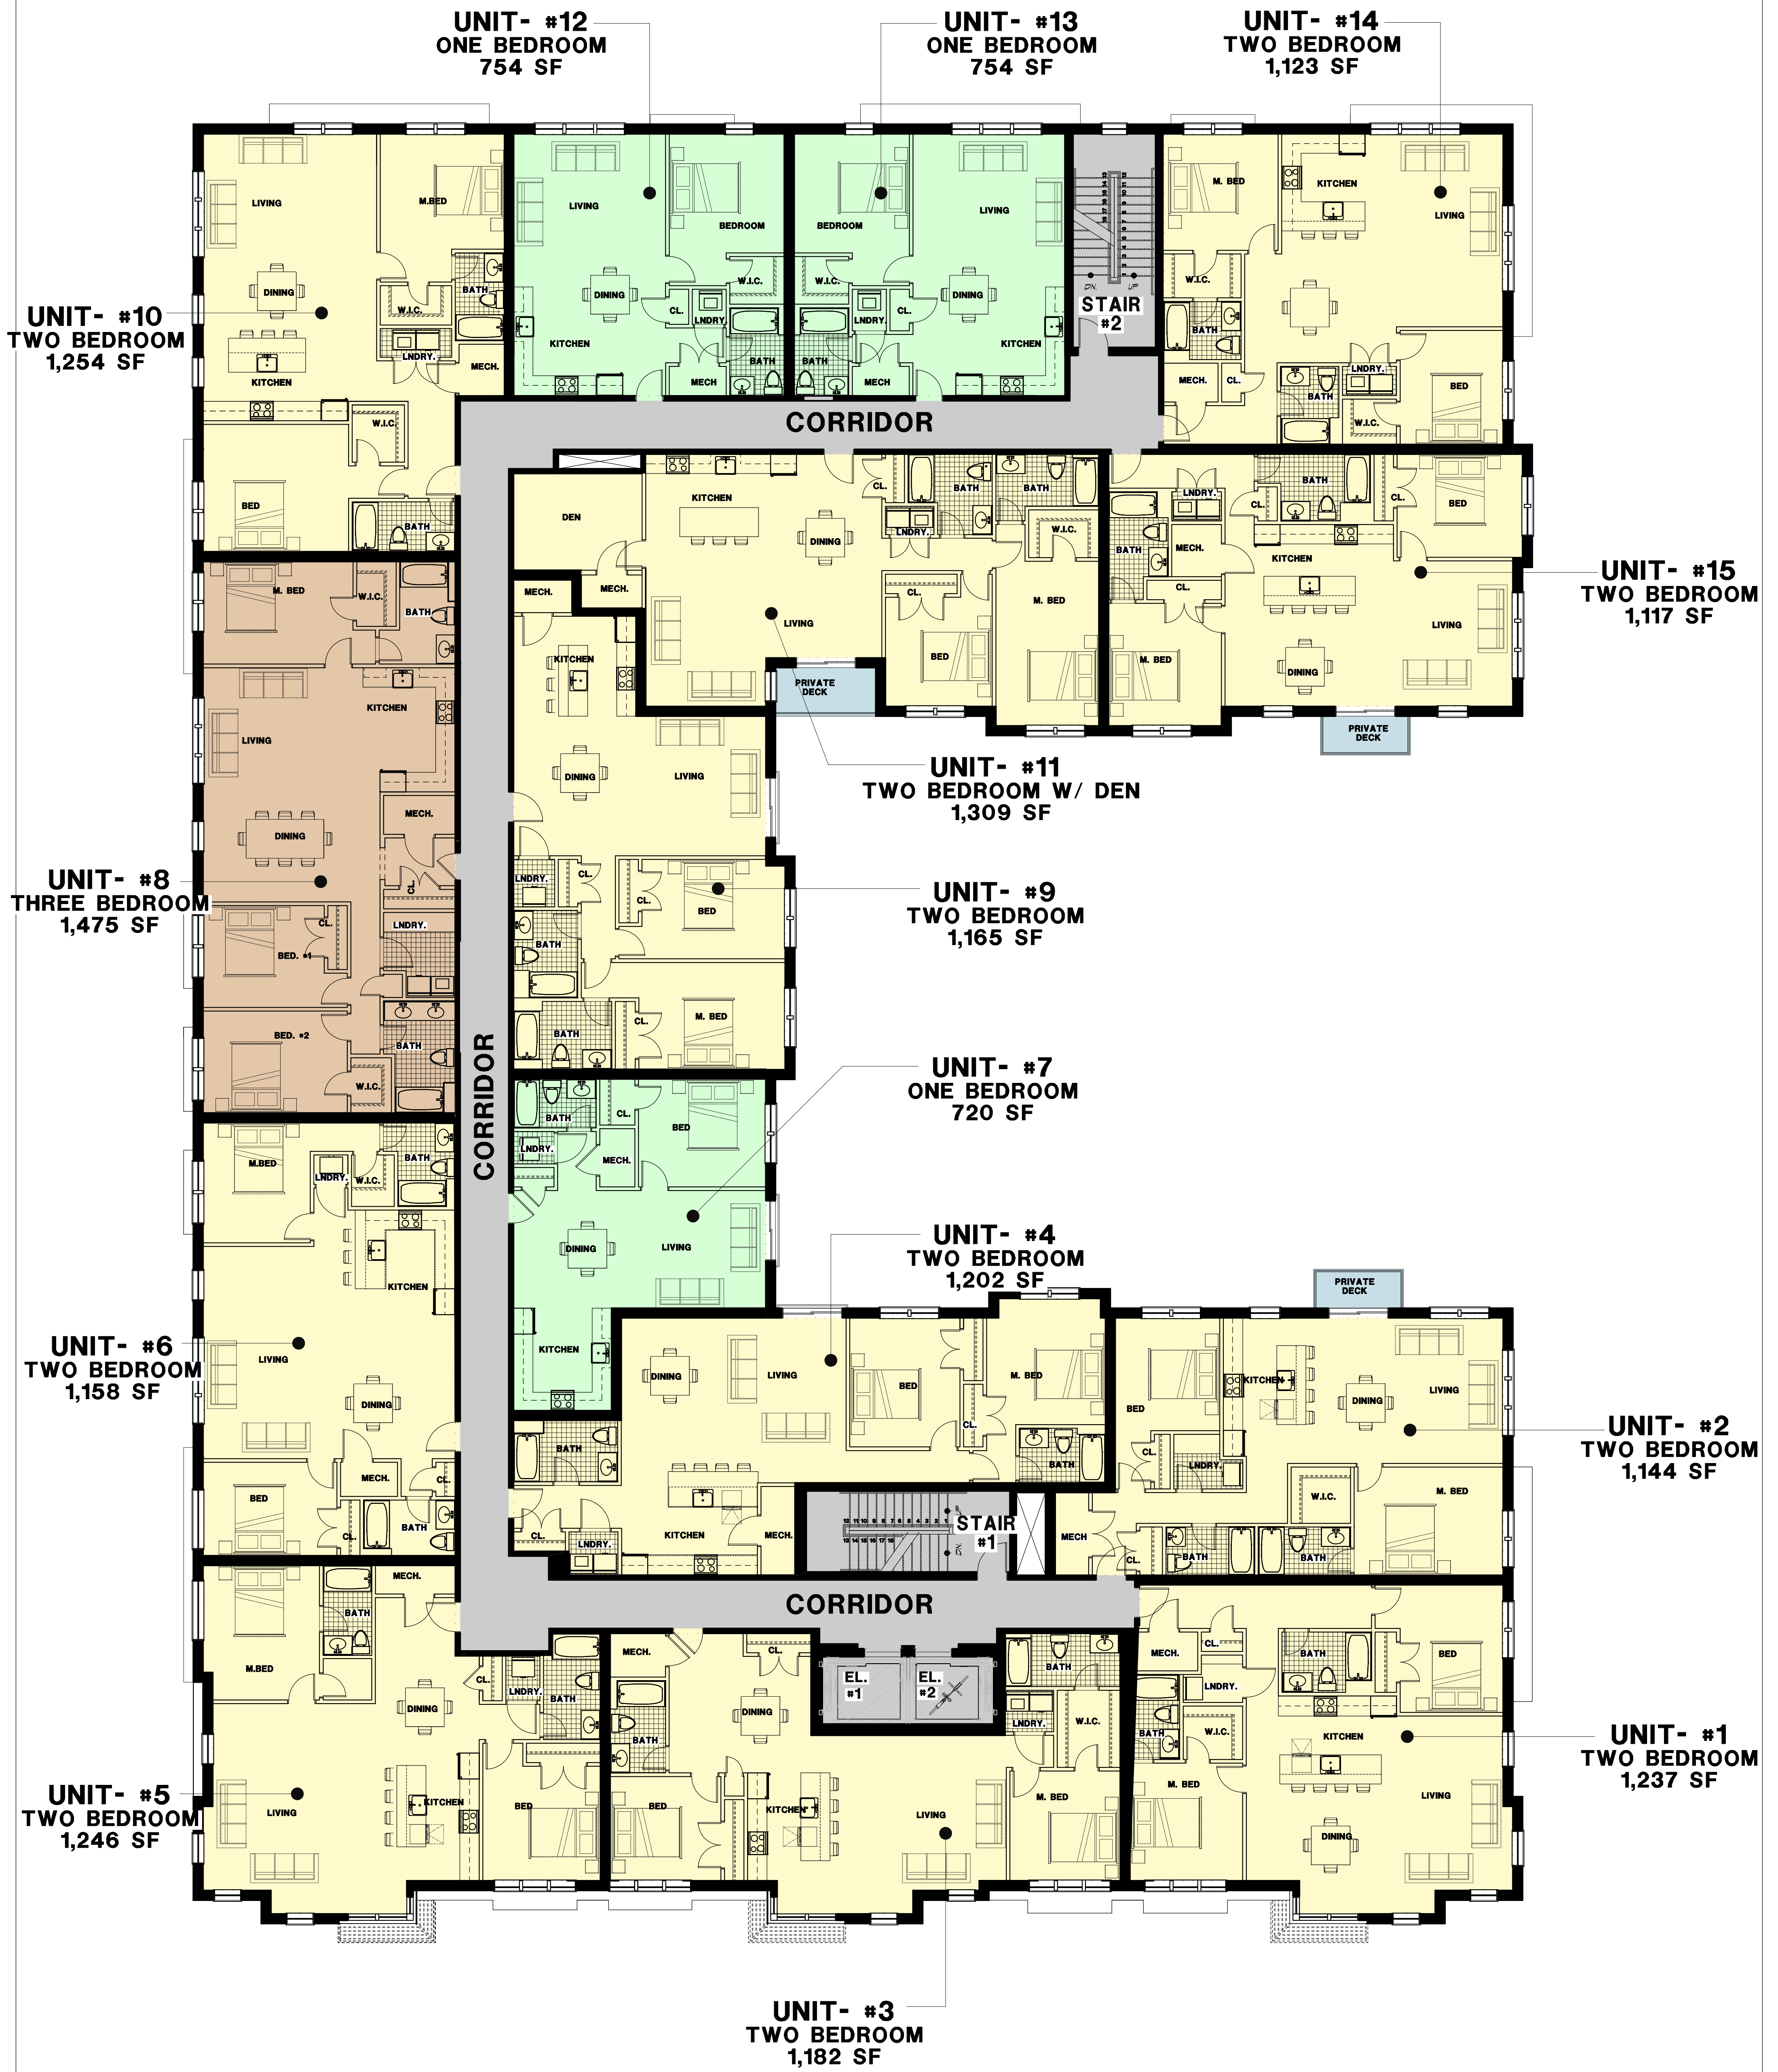 UNIT- #12
ONE BEDROOM
754 SF
UNIT- #13
ONE BEDROOM
754 SF
UNIT- #14
TWO BEDROOM
1,123 SF
LIVING
M.BED
DINING
W.I.C.
BATH
LNDRY.
MECH.
KITCHEN
W.I.C.
BED
BATH
UNIT- #10
TWO BEDROOM
1,254 SF
LIVING
BEDROOM
DINING
W.I.C.
CL.
LNDRY.
KITCHEN
BATH
MECH
BEDROOM
LIVING
W.I.C.
DINING
LNDRY.
CL.
KITCHEN
BATH
MECH
DN.
UP
STAIR
#2
M. BED
KITCHEN
LIVING
W.I.C.
BATH
MECH.
CL.
LNDRY.
BATH
W.I.C.
BED
CORRIDOR
DEN
KITCHEN
DINING
CL.
BATH
BATH
LNDRY.
W.I.C.
MECH.
MECH.
CL.
M. BED
LIVING
BED
PRIVATE
DECK
UNIT- #11
TWO BEDROOM W/ DEN
1,309 SF
LNDRY.
BATH
CL.
CL.
BED
BATH
MECH.
KITCHEN
CL.
LIVING
M. BED
DINING
PRIVATE
DECK
UNIT- #15
TWO BEDROOM
1,117 SF
M. BED
W.I.C.
BATH
KITCHEN
LIVING
MECH.
DINING
CL.
UNIT- #8
THREE BEDROOM
1,475 SF
CL.
LNDRY.
BED. #1
BED. #2
BATH
W.I.C.
KITCHEN
DINING
LIVING
LNDRY.
CL.
CL.
BED
BATH
M. BED
CL.
BATH
UNIT- #9
TWO BEDROOM
1,165 SF
CORRIDOR
BATH
CL.
BED
LNDRY.
MECH.
DINING
LIVING
KITCHEN
UNIT- #7
ONE BEDROOM
720 SF
M.BED
LNDRY.
W.I.C.
BATH
KITCHEN
LIVING
DINING
MECH.
CL.
BED
CL.
BATH
UNIT- #6
TWO BEDROOM
1,158 SF
UNIT- #4
TWO BEDROOM
1,202 SF
DINING
LIVING
BED
M. BED
CL.
BATH
BATH
CL.
LNDRY.
KITCHEN
MECH.
UP
DN.
STAIR
#1
PRIVATE
DECK
BED
KITCHEN
DINING
LIVING
CL.
LNDRY.
W.I.C.
M. BED
MECH
CL.
BATH
BATH
UNIT- #2
TWO BEDROOM
1,144 SF
CORRIDOR
MECH.
BATH
M.BED
CL.
LNDRY.
BATH
DINING
LIVING
KITCHEN
BED
UNIT- #5
TWO BEDROOM
1,246 SF
MECH.
CL.
DINING
BATH
EL.
#1
EL.
#2
BATH
LNDRY.
W.I.C.
BED
KITCHEN
LIVING
M. BED
UNIT- #3
TWO BEDROOM
1,182 SF
MECH.
CL.
BATH
BED
LNDRY.
BATH
W.I.C.
KITCHEN
M. BED
LIVING
DINING
UNIT- #1
TWO BEDROOM
1,237 SF